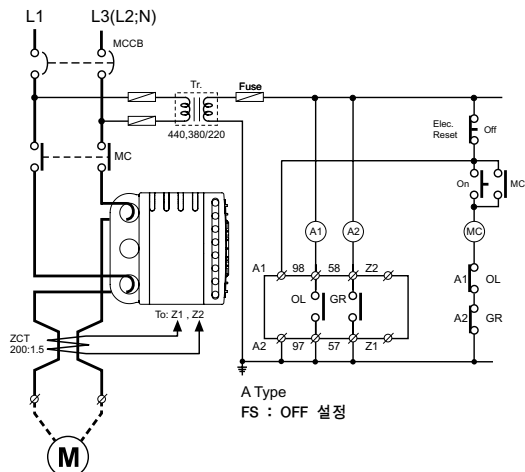 L1
L3(L2;N)
MCCB
Tr.
Fuse
440,380/220
Elec.
Reset
Off
MC
On
MC
A1
A2
MC
A1
98
58
Z2
A1
OL
OL
GR
To: Z1 , Z2
A2
GR
ZCT
200:1.5
A2
97
57
Z1
A Type
FS : OFF 설정
M